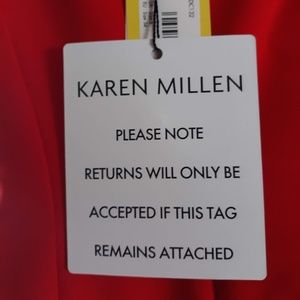 KAREN MILLEN
PLEASE NOTE
RETURNS WILL ONLY BE
ACCEPTED IF THIS TAG
REMAINS ATTACHED